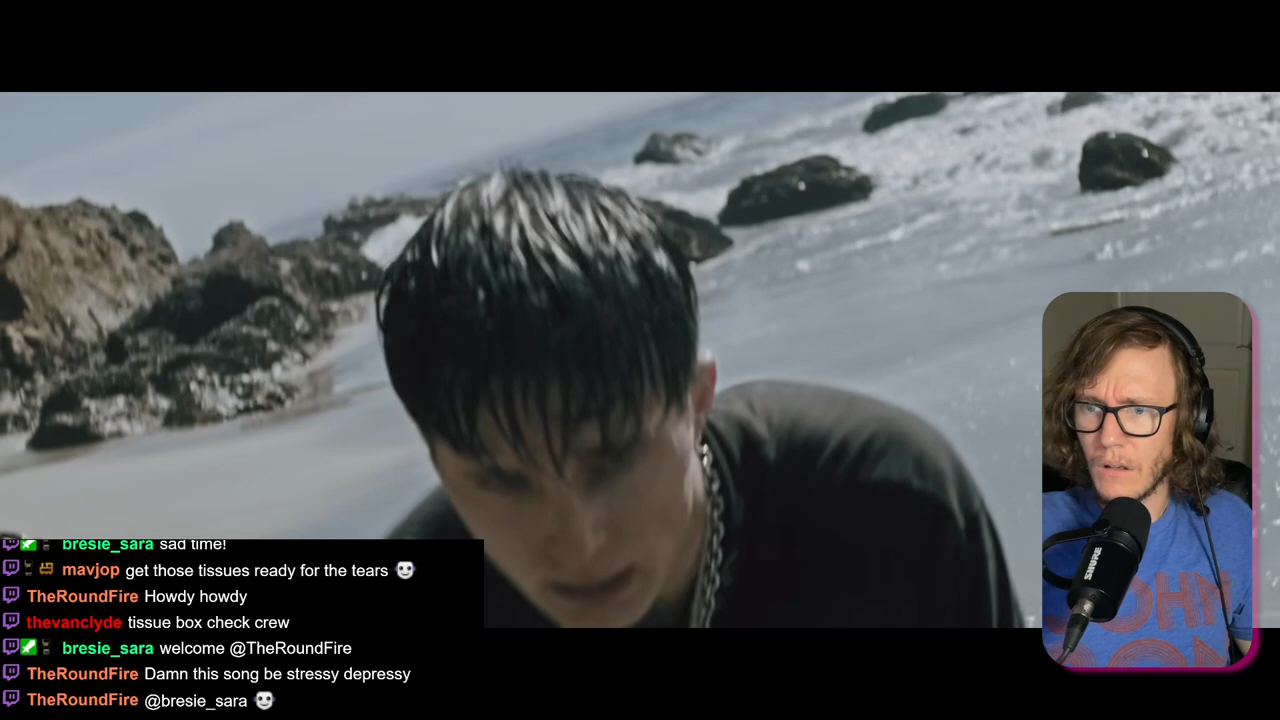 bresie_sara sad time!
mavjop get those tissues ready for the tears
TheRoundFire Howdy howdy
thevanclyde tissue box check crew
bresie_sara welcome @TheRoundFire
TheRoundFire Damn this song be stressy depressy
TheRoundFire @bresie_sara
SHURE